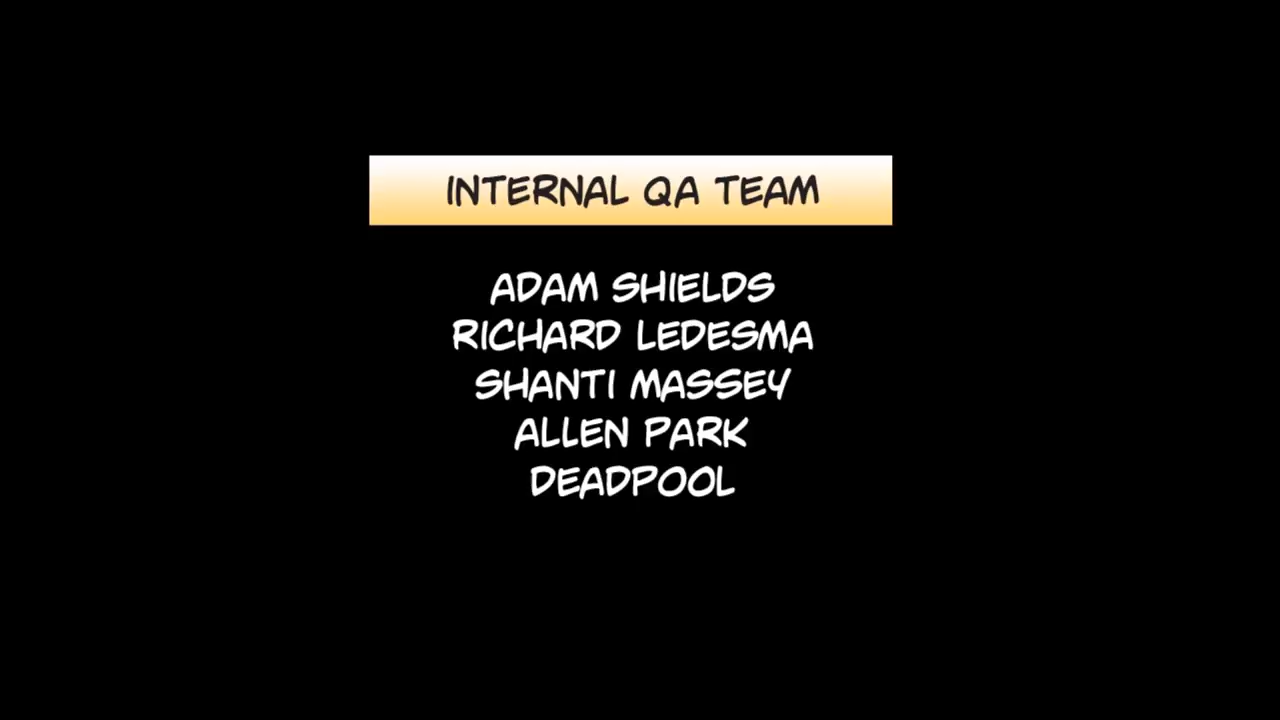 INTERNAL QA TEAM
ADAM SHIELDS
RICHARD LEDESMA
SHANTI MASSEY
ALLEN PARK
DEADPOOL